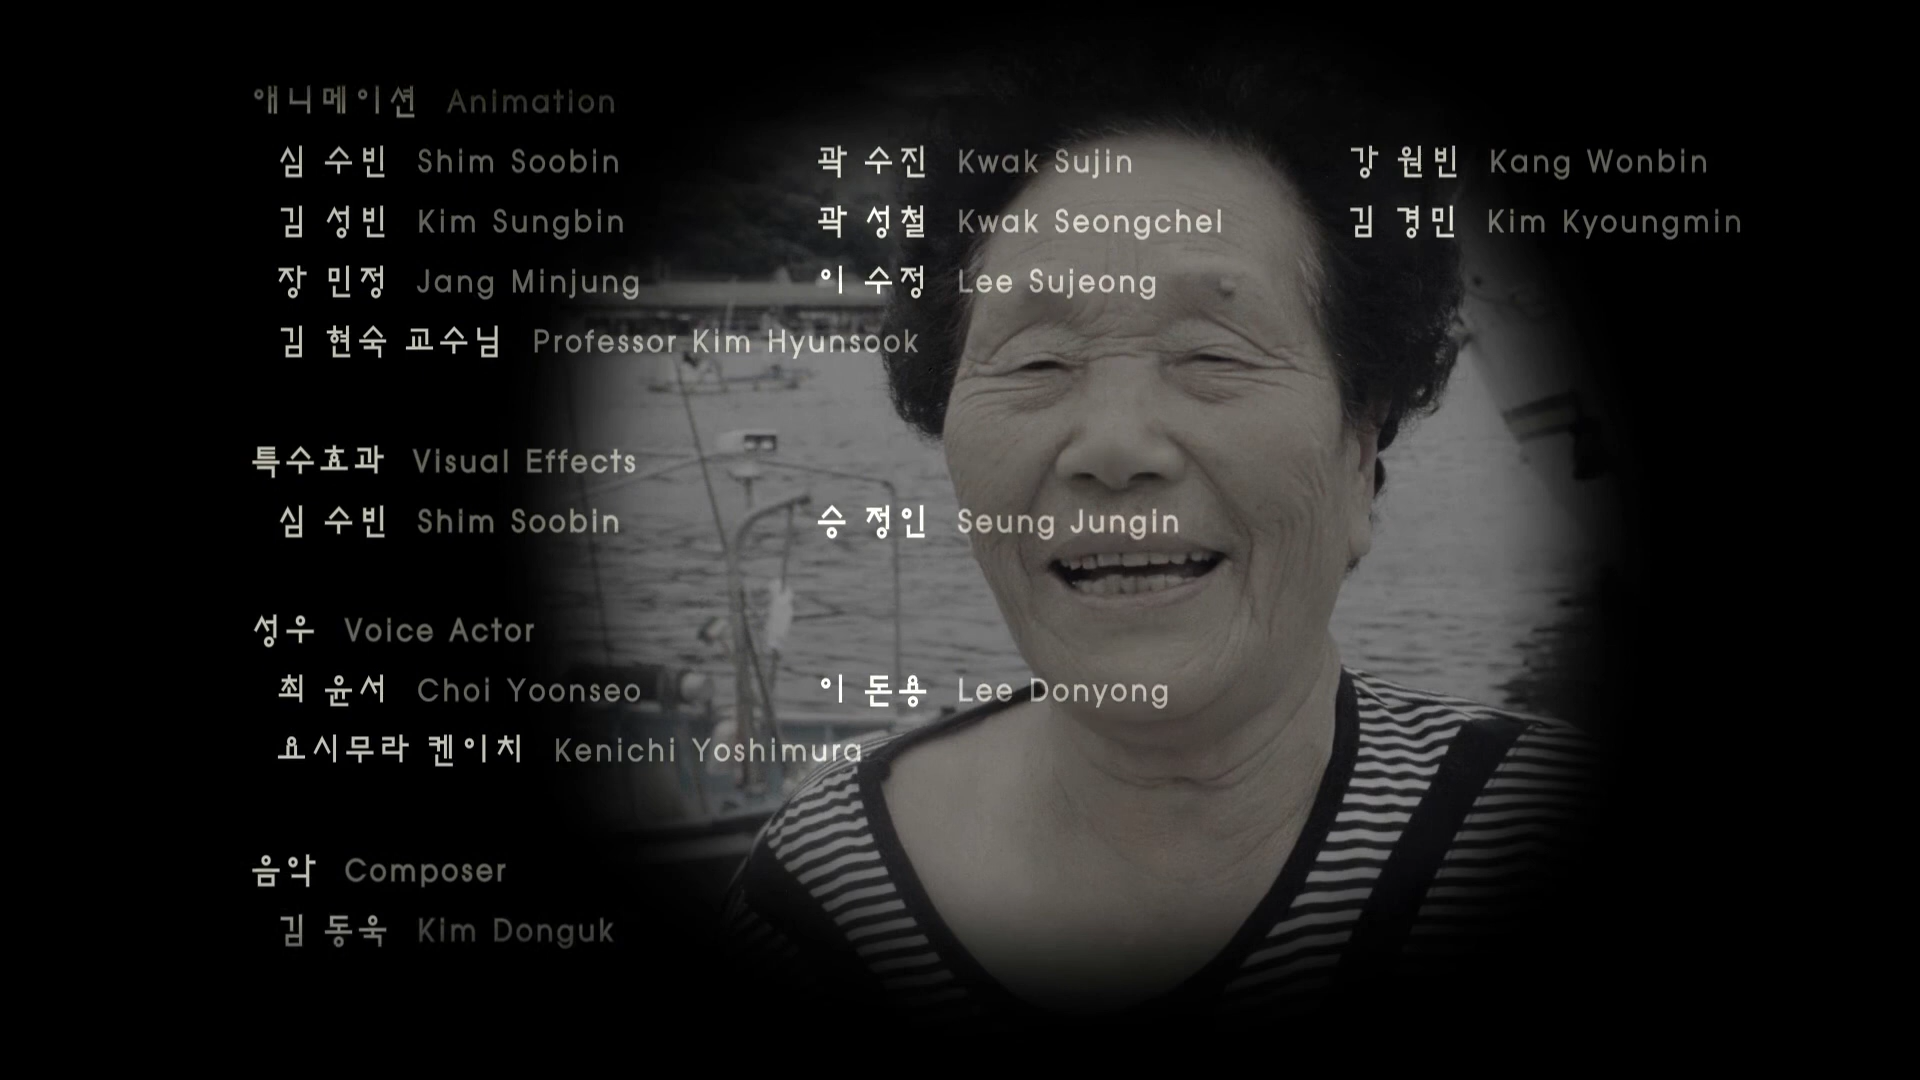 애니메이션 Animation
심 수빈 Shim Soobin 곽 수진 Kwak Sujin 강 원빈 Kang Wonbin
김 성빈 Kim Sungbin 곽 성철 Kwak Seongchel 김 경민 Kim Kyoungmin
장 민정 Jang Minjung 이 수정 Lee Sujeong
김 현숙 교수님 Professor Kim Hyunsook
특수효과 Visual Effects
심 수빈 Shim Soobin 승 정인 Seung Jungin
성우 Voice Actor
최 윤서 Choi Yoonseo 이 돈용 Lee Donyong
요시무라 켄이치 Kenichi Yoshimura
음악 Composer
김 동욱 Kim Donguk